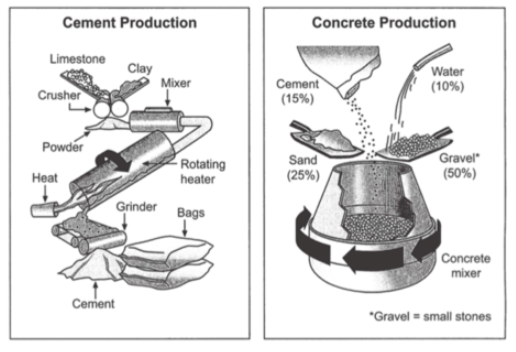 Cement Production
Limestone
Clay
Crusher
Mixer
Powder
Rotating
heater
Heat
Grinder
Bags
Cement
Concrete Production
Cement
(15%)
Water
(10%)
Sand
(25%)
Gravel*
(50%)
Concrete
mixer
*Gravel = small stones